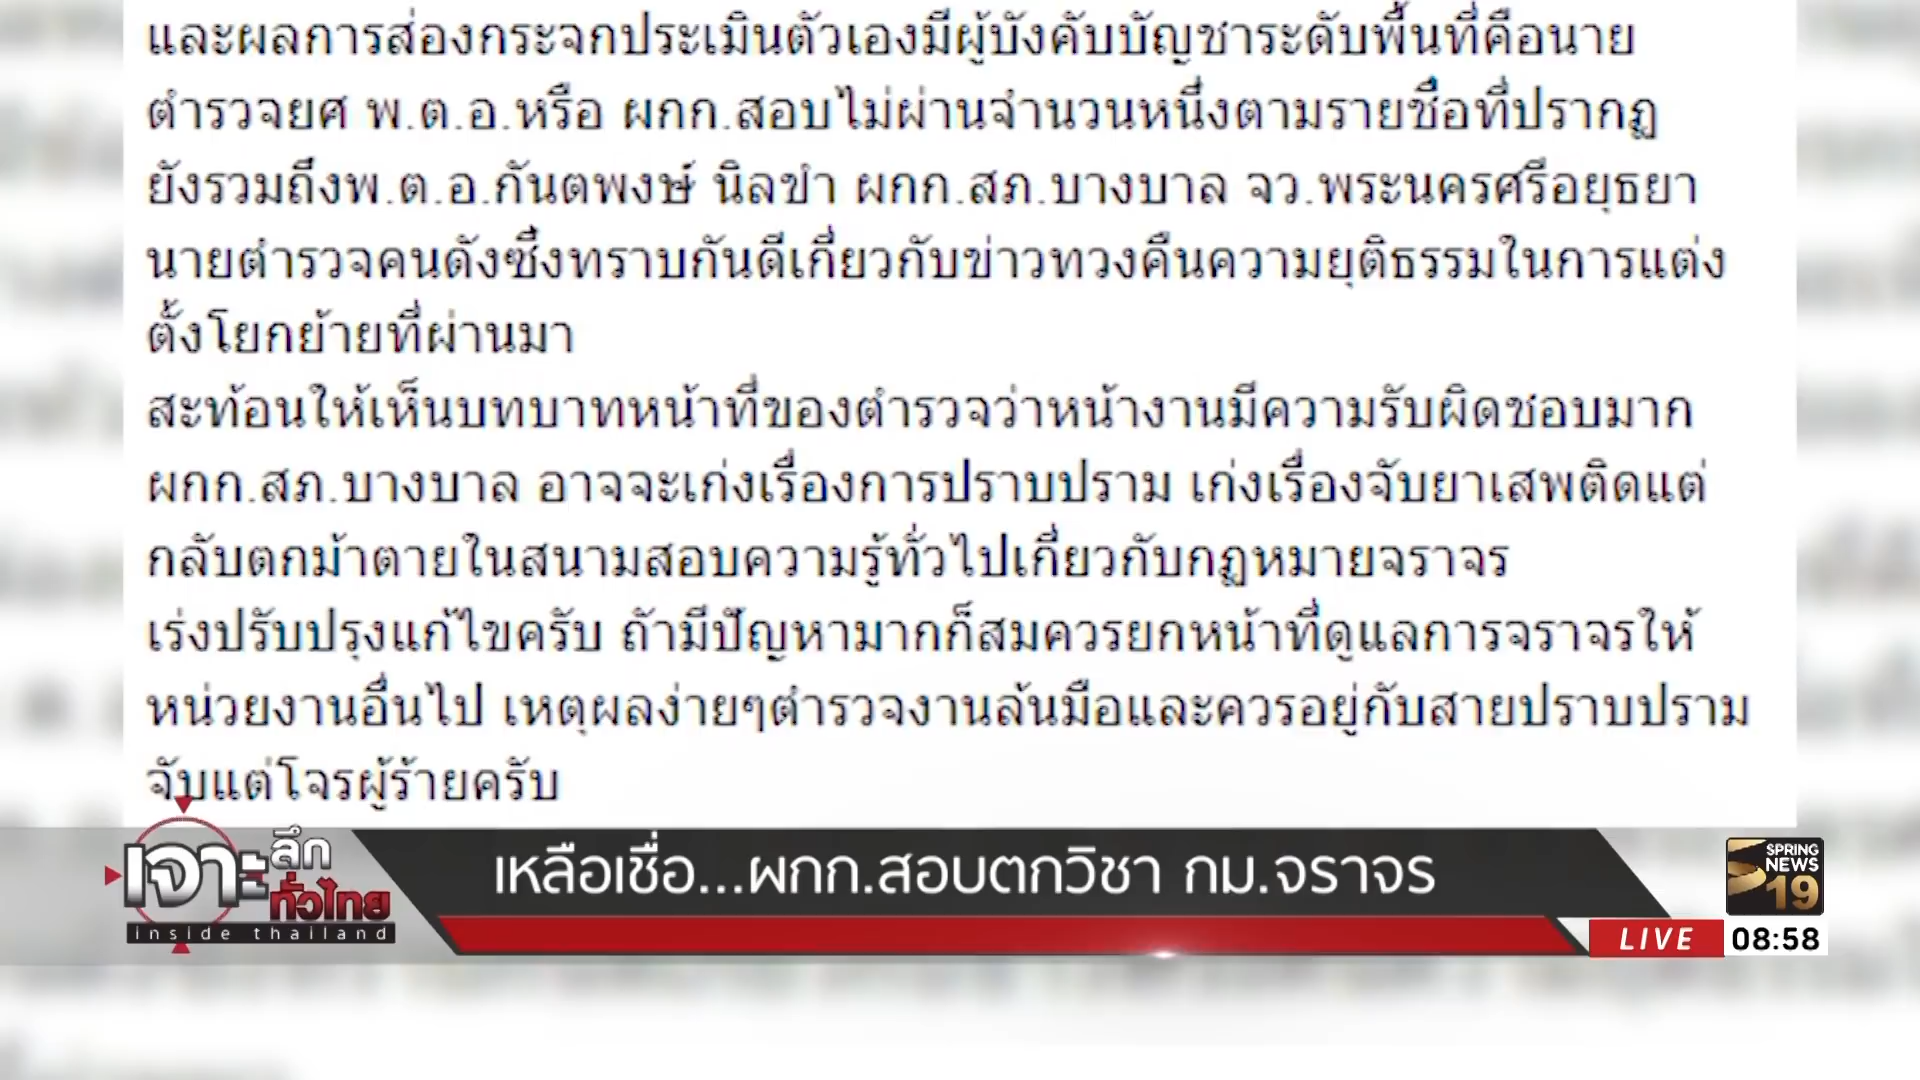 และผลการส่องกระจกประเมินตัวเองมีผู้บังคับบัญชาระดับพื้นที่คือนาย
ตำรวจยศ พ.ต.อ.หรือ ผกก.สอบไม่ผ่านจำนวนหนึ่งตามรายชื่อที่ปรากฏ
ยังรวมถึงพ.ต.อ.กันตพงษ์ นิลขำ ผกก.สภ.บางบาล จว.พระนครศรีอยุธยา
นายตำรวจคนดังซึ่งทราบกันดีเกี่ยวกับข่าวทวงคืนความยุติธรรมในการแต่ง
ตั้งโยกย้ายที่ผ่านมา
สะท้อนให้เห็นบทบาทหน้าที่ของตำรวจว่าหน้างานมีความรับผิดชอบมาก
ผกก.สภ.บางบาล อาจจะเก่งเรื่องการปราบปราม เก่งเรื่องจับยาเสพติดแต่
กลับตกม้าตายในสนามสอบความรู้ทั่วไปเกี่ยวกับกฎหมายจราจร
เร่งปรับปรุงแก้ไขครับ ถ้ามีปัญหามากก็สมควรยกหน้าที่ดูแลการจราจรให้
หน่วยงานอื่นไป เหตุผลง่ายๆตำรวจงานล้นมือและควรอยู่กับสายปราบปราม
จับแต่โจรผู้ร้ายครับ
เจาะลึกทั่วไทย
inside thailand
เหลือเชื่อ...ผกก.สอบตกวิชา กม.จราจร
SPRING
NEWS
19
LIVE 08:58